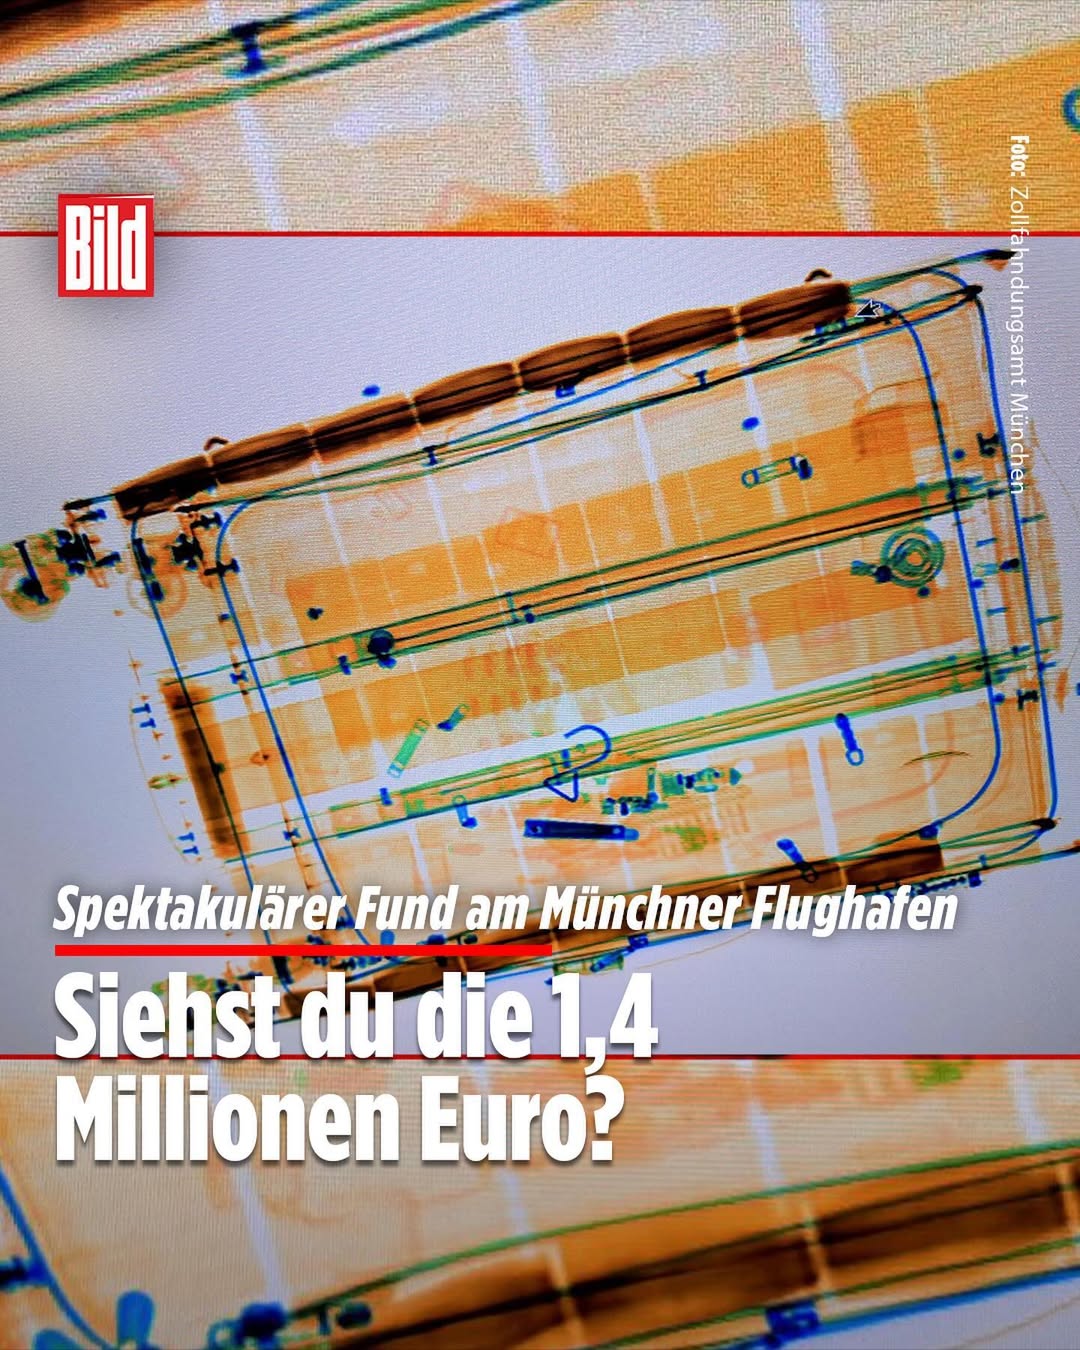 Bild
Foto: Zollfahndungsamt München
Spektakulärer Fund am Münchner Flughafen
Siehst du die 1,4
Millionen Euro?